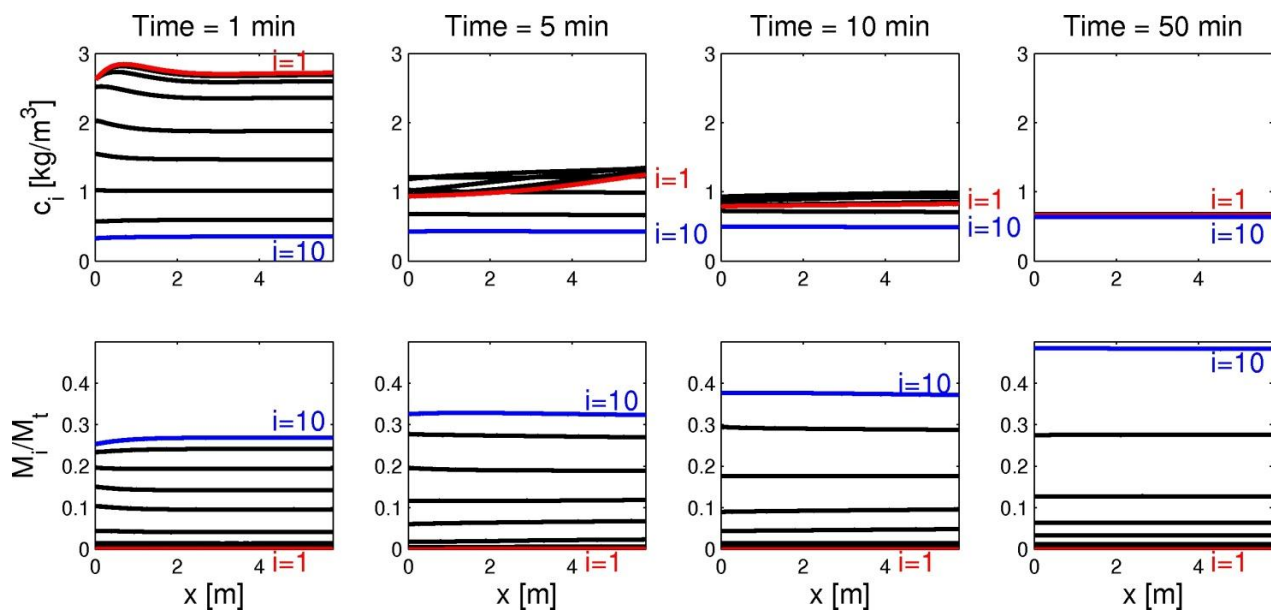 Time = 1 min
Time = 5 min
Time = 10 min
Time = 50 min
c_i [kg/m^3]
3
2
1
0
0 2 4
i=1
i=10
3
2
1
0
0 2 4
i=1
i=10
3
2
1
0
0 2 4
i=1
i=10
3
2
1
0
0 2 4
i=1
i=10
M_i/M_t
0.4
0.3
0.2
0.1
0
0 2 4
i=10
i=1
x [m]
0.4
0.3
0.2
0.1
0
0 2 4
i=10
i=1
x [m]
0.4
0.3
0.2
0.1
0
0 2 4
i=10
i=1
x [m]
0.4
0.3
0.2
0.1
0
0 2 4
i=10
i=1
x [m]